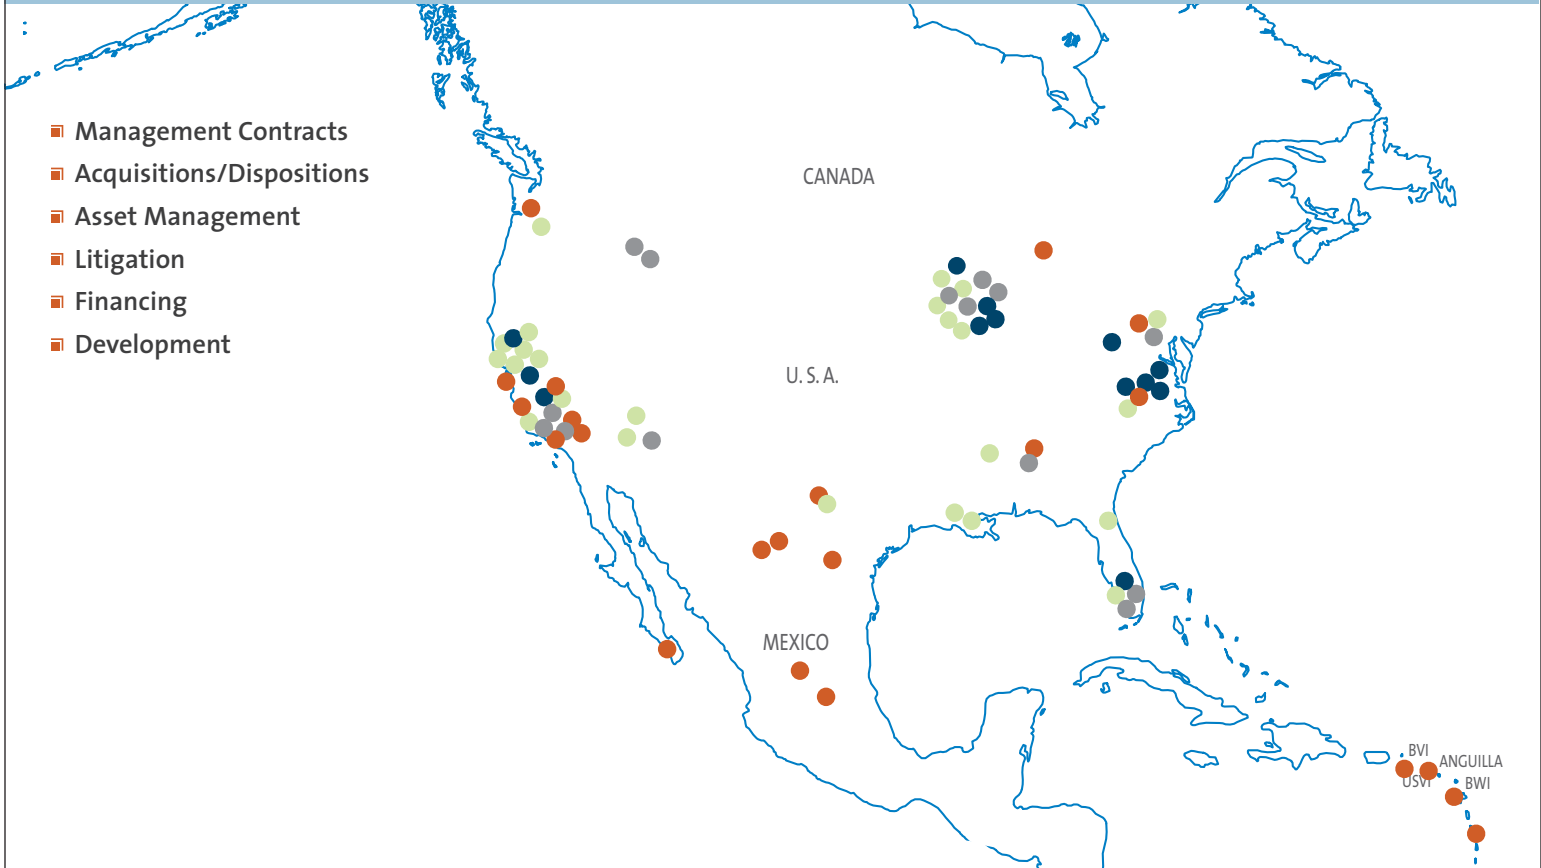 Management Contracts
Acquisitions/Dispositions
Asset Management
Litigation
Financing
Development
CANADA
U. S. A.
MEXICO
BVI
ANGUILLA
USVI
BWI